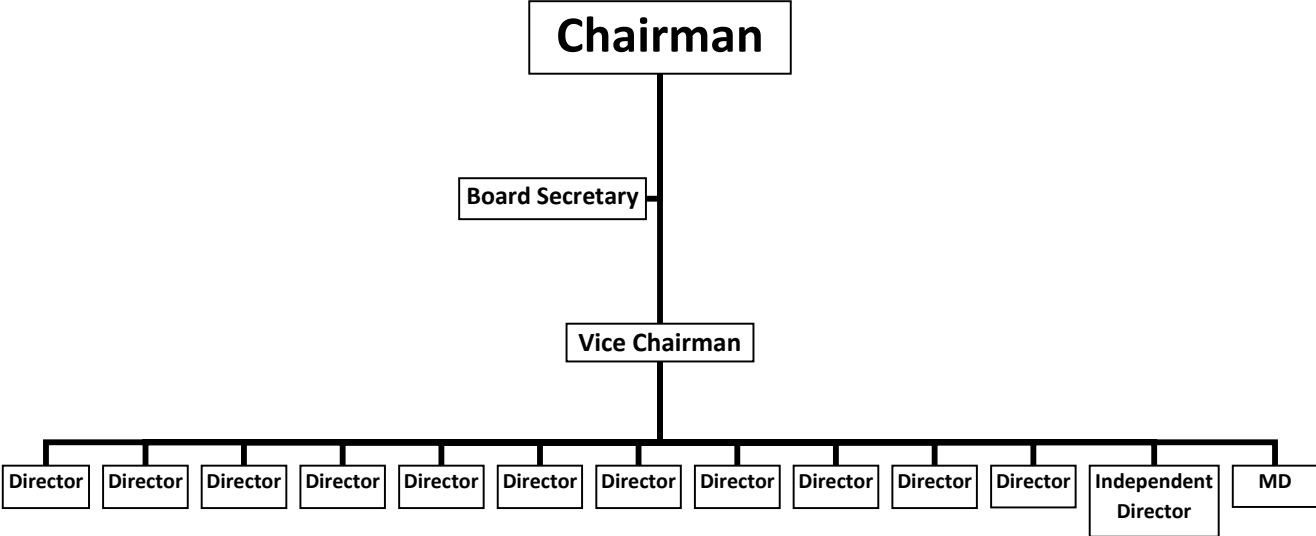 Chairman
Board Secretary
Vice Chairman
Director
Director
Director
Director
Director
Director
Director
Director
Director
Director
Director
Independent
Director
MD